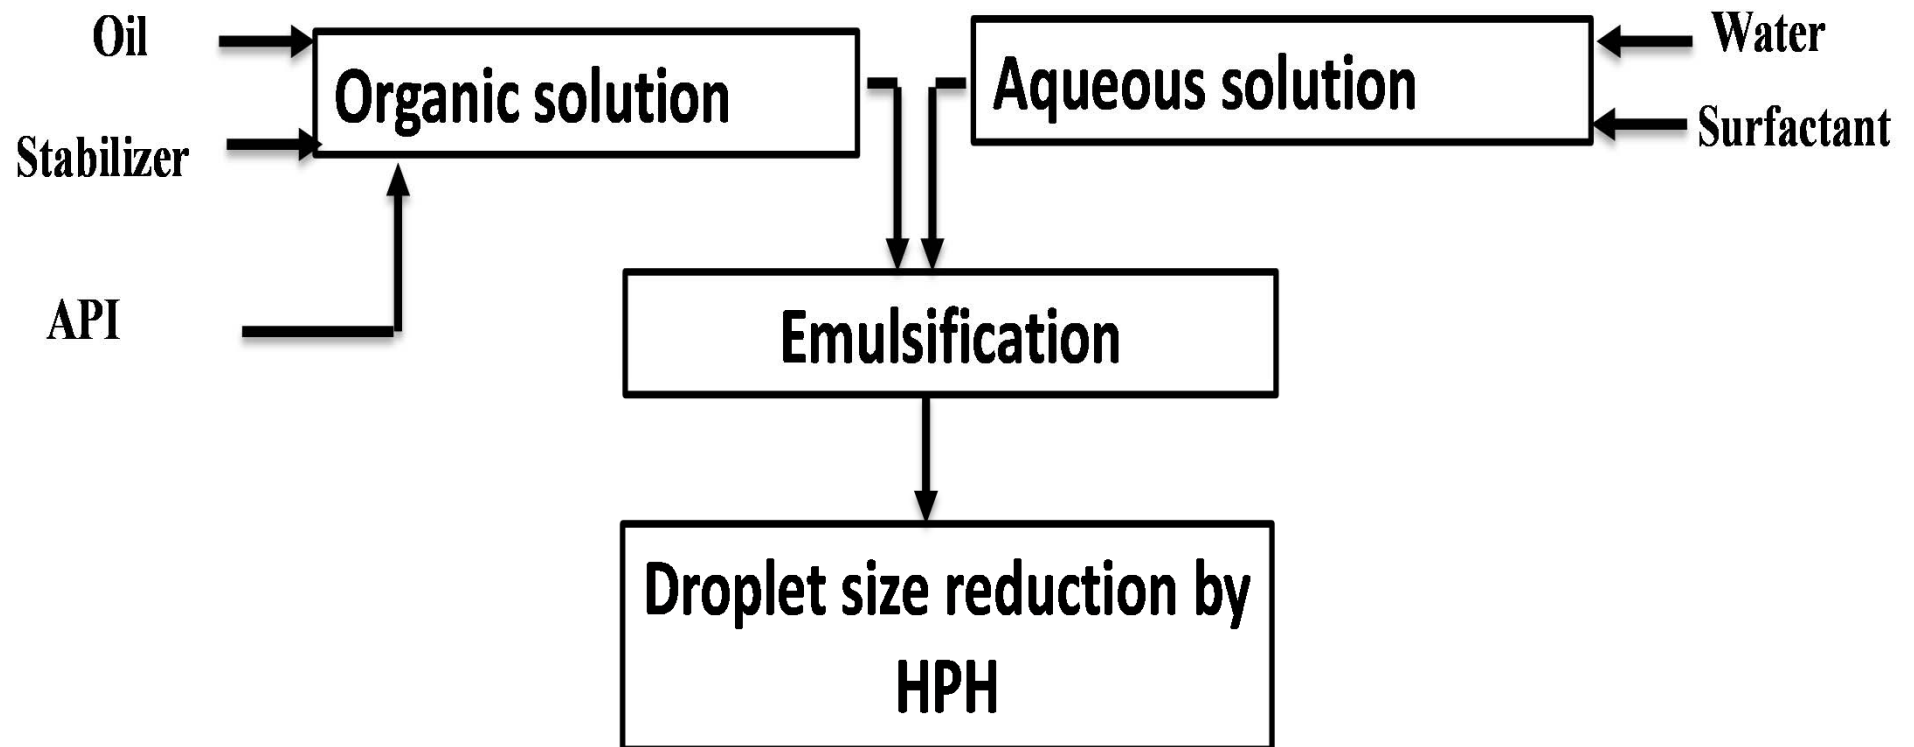 Oil
Organic solution
Stabilizer
API
Aqueous solution
Water
Surfactant
Emulsification
Droplet size reduction by
HPH